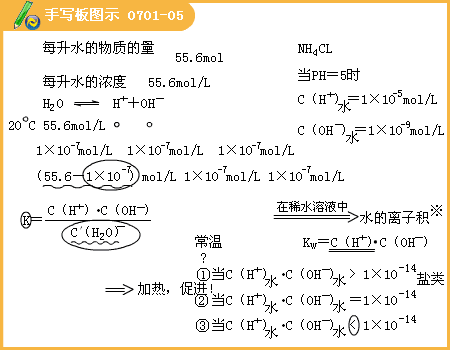 手写板图示 0701-05
每升水的物质的量 55.6mol
每升水的浓度 55.6mol/L
H₂O ⇌ H⁺＋OH⁻
20°C 55.6mol/L o o
1×10⁻⁷mol/L 1×10⁻⁷mol/L 1×10⁻⁷mol/L
(55.6－1×10⁻⁷)mol/L 1×10⁻⁷mol/L 1×10⁻⁷mol/L
K＝C(H⁺)·C(OH⁻)
C(H₂O)
NH₄CL
当PH＝5时
C(H⁺)水＝1×10⁻⁵mol/L
C(OH⁻)水＝1×10⁻⁹mol/L
在稀水溶液中 水的离子积※
常温 Kw＝C(H⁺)·C(OH⁻)
?
①当C(H⁺)水·C(OH⁻)水＞1×10⁻¹⁴ 盐类
⇒加热，促进!
②当C(H⁺)水·C(OH⁻)水＝1×10⁻¹⁴
③当C(H⁺)水·C(OH⁻)水＜1×10⁻¹⁴